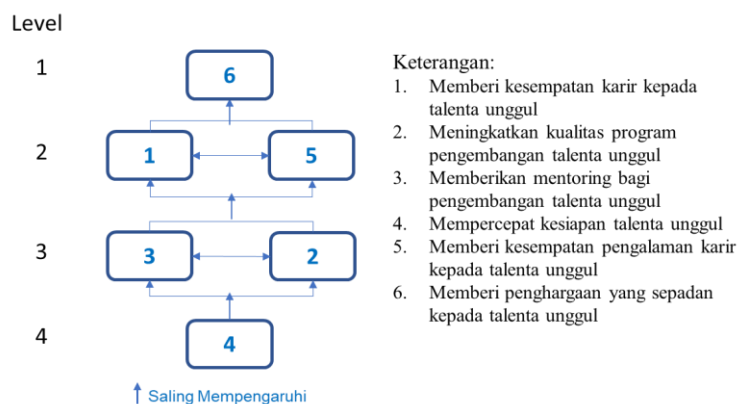 Level
1
6
2
1
5
3
3
2
4
4
Saling Mempengaruhi
Keterangan:
1. Memberi kesempatan karir kepada
talenta unggul
2. Meningkatkan kualitas program
pengembangan talenta unggul
3. Memberikan mentoring bagi
pengembangan talenta unggul
4. Mempercepat kesiapan talenta unggul
5. Memberi kesempatan pengalaman karir
kepada talenta unggul
6. Memberi penghargaan yang sepadan
kepada talenta unggul